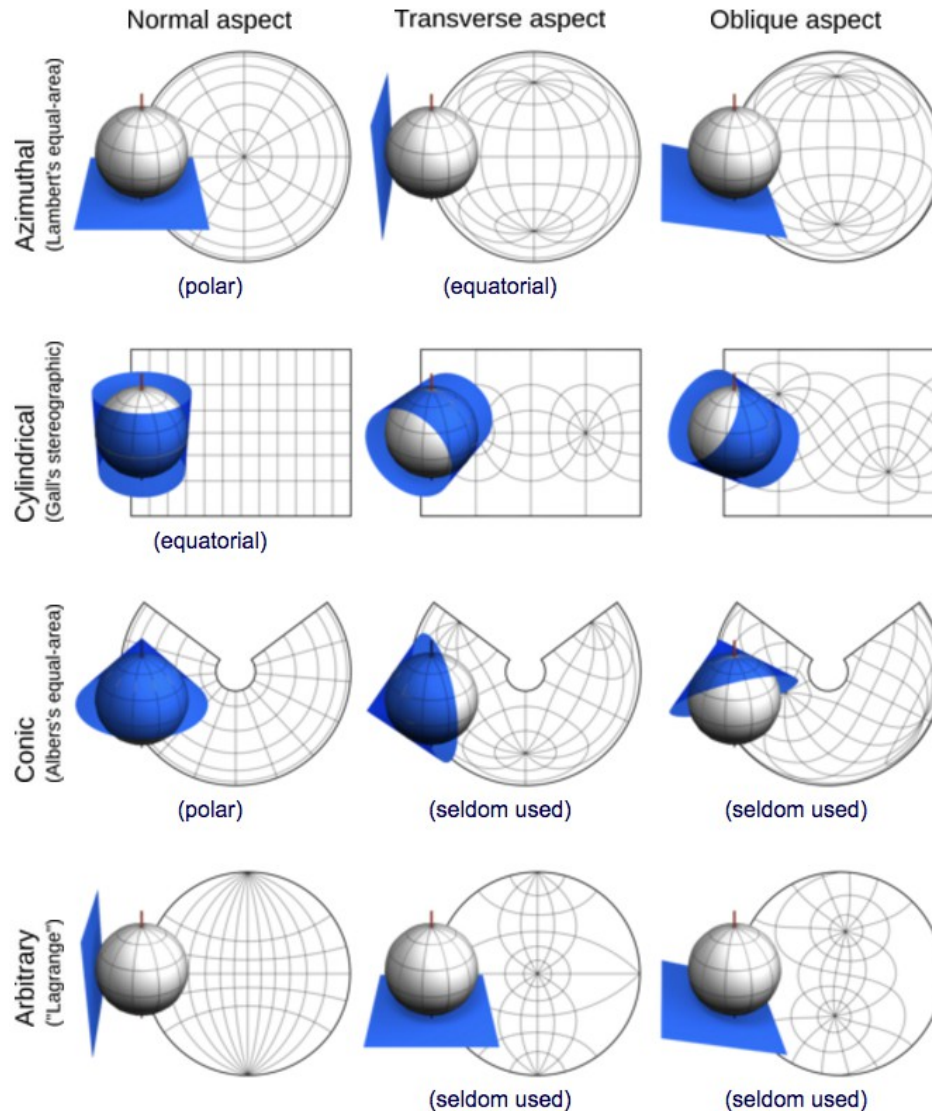 Normal aspect
Transverse aspect
Oblique aspect
Azimuthal
(Lambert's equal-area)
(polar)
(equatorial)
Cylindrical
(Gall's stereographic)
(equatorial)
Conic
(Albers's equal-area)
(polar)
(seldom used)
(seldom used)
Arbitrary
("Lagrange")
(seldom used)
(seldom used)